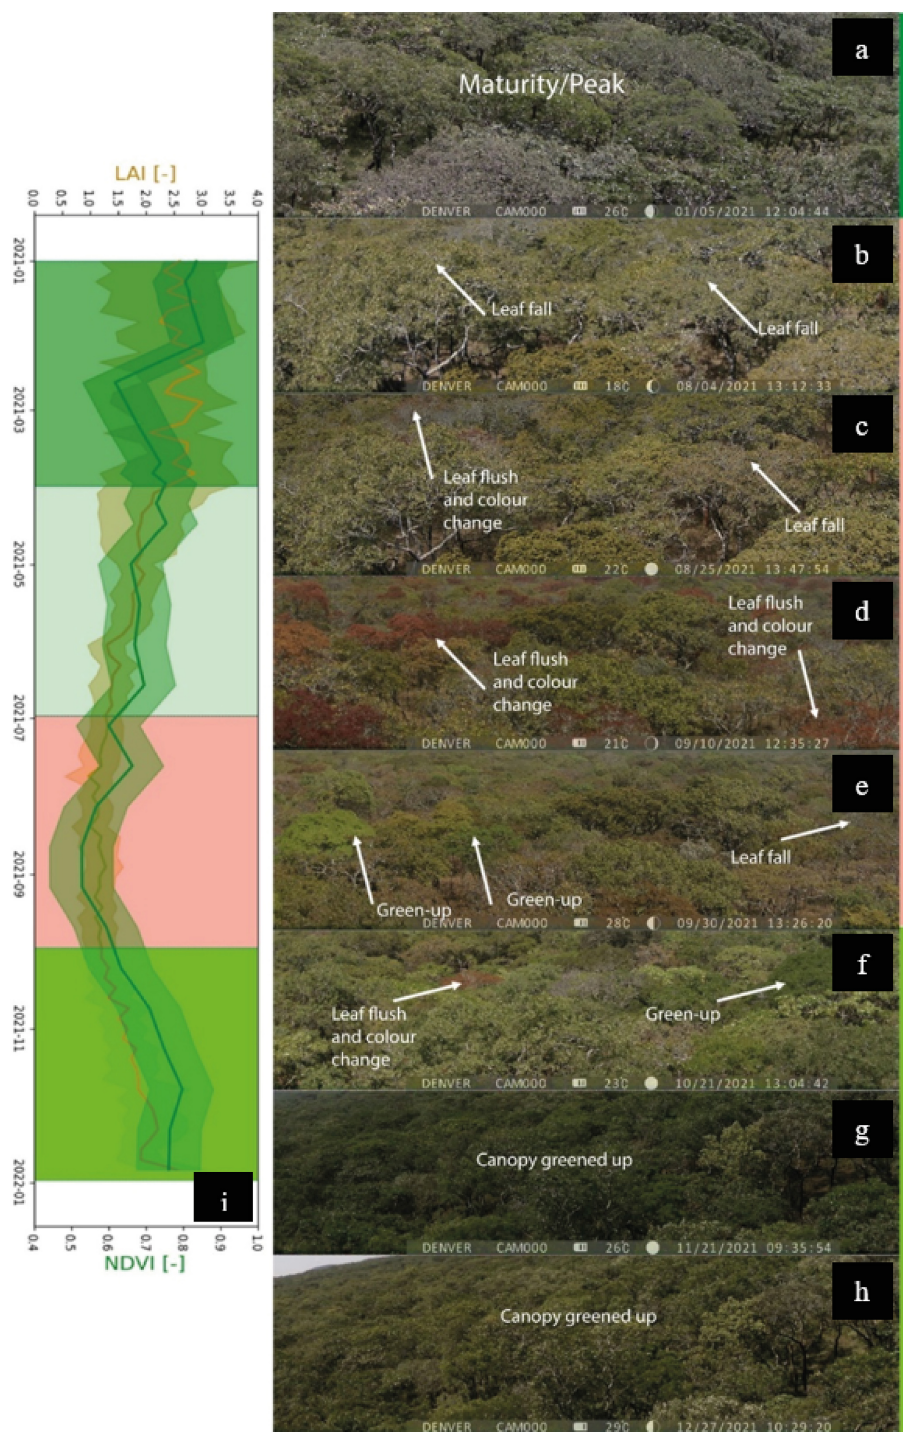 a
Maturity/Peak
DENVER CAM000 26C 01/05/2021 12:04:44
b
Leaf fall
Leaf fall
DENVER CAM000 18C 08/04/2021 13:12:33
c
Leaf flush
and colour
change
Leaf fall
DENVER CAM000 22C 08/25/2021 13:47:54
d
Leaf flush
and colour
change
Leaf flush
and colour
change
DENVER CAM000 21C 09/10/2021 12:35:27
e
Leaf fall
Green-up
Green-up
DENVER CAM000 28C 09/30/2021 13:26:20
f
Leaf flush
and colour
change
Green-up
DENVER CAM000 23C 10/21/2021 13:04:42
g
Canopy greened up
DENVER CAM000 26C 11/21/2021 09:35:54
h
Canopy greened up
DENVER CAM000 29C 12/27/2021 10:29:20
LAI [-]
0.0 0.5 1.0 1.5 2.0 2.5 3.0 3.5 4.0
2021-01
2021-03
2021-05
2021-07
2021-09
2021-11
2022-01
i
0.4 0.5 0.6 0.7 0.8 0.9 1.0
NDVI [-]